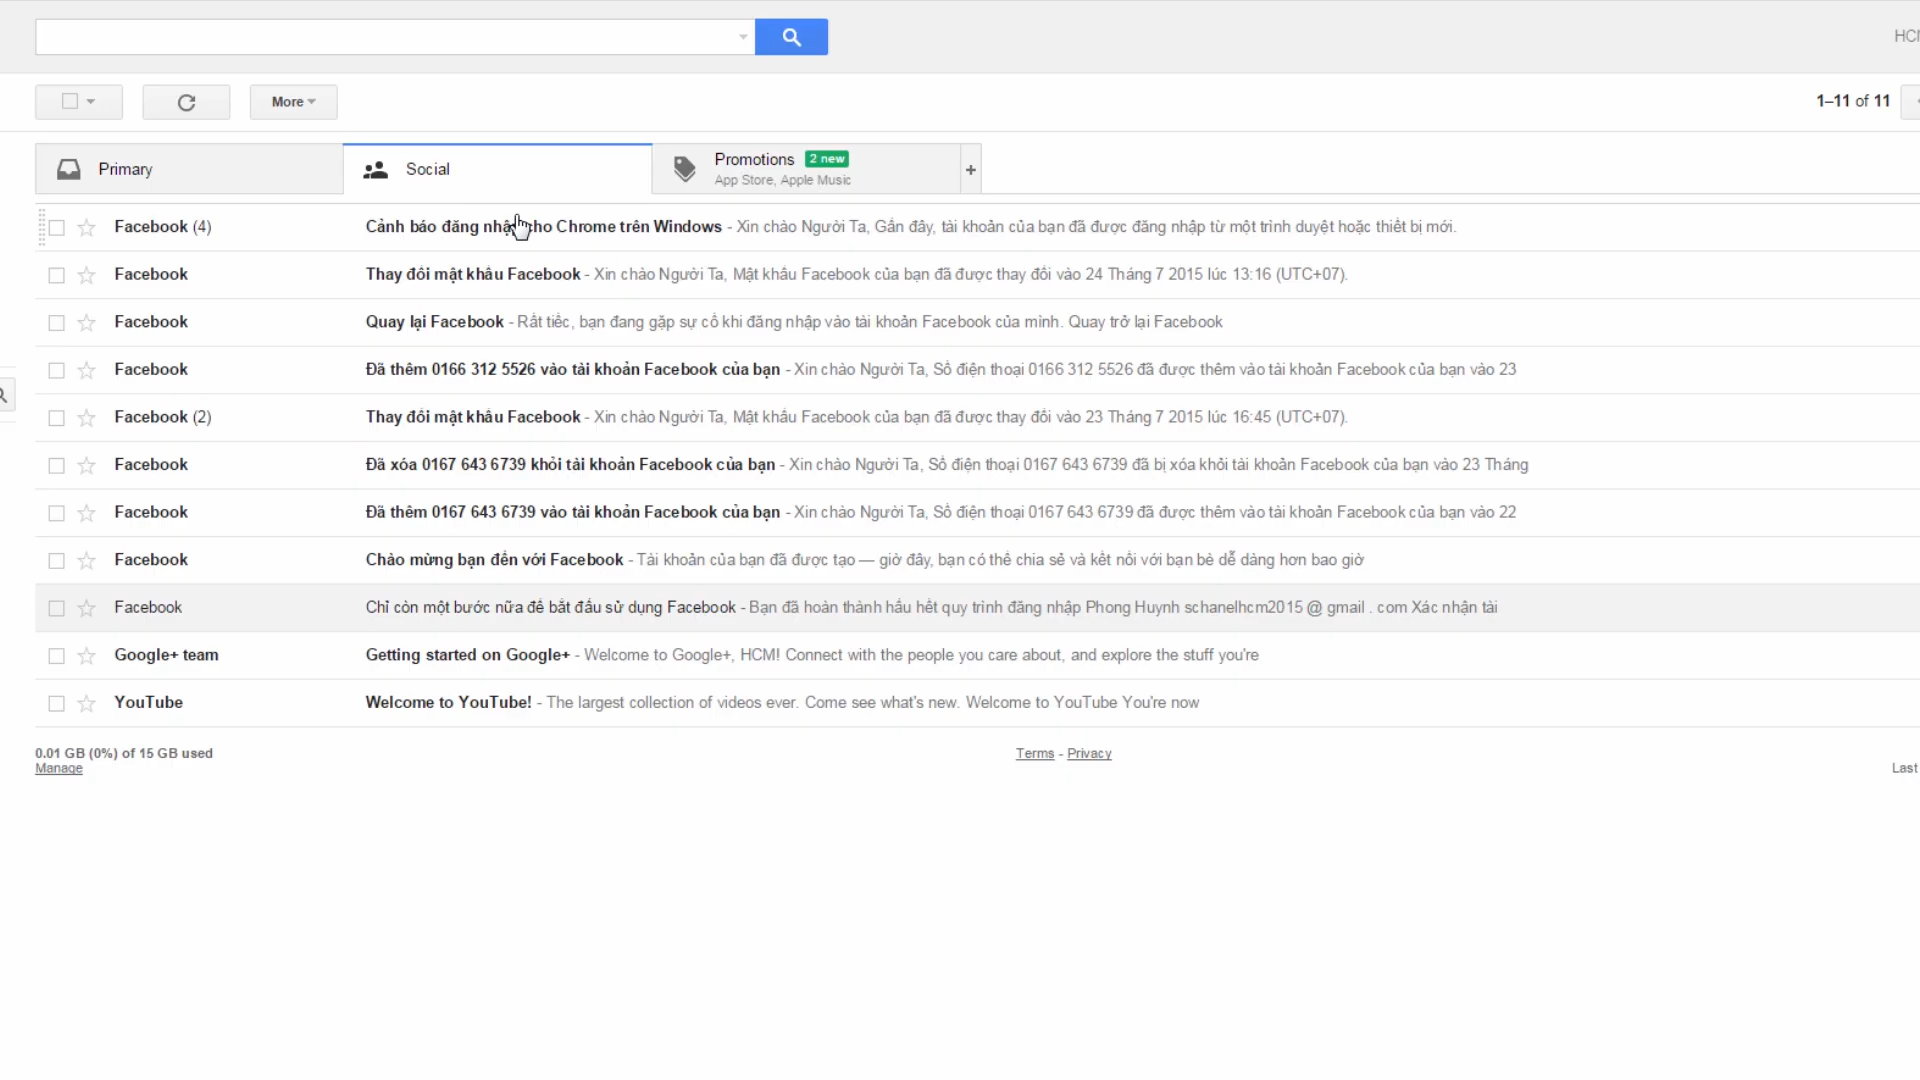 HC
More
1–11 of 11
Primary
Social
Promotions 2 new
App Store, Apple Music
Facebook (4) Cảnh báo đăng nhập cho Chrome trên Windows - Xin chào Người Ta, Gần đây, tài khoản của bạn đã được đăng nhập từ một trình duyệt hoặc thiết bị mới.
Facebook Thay đổi mật khẩu Facebook - Xin chào Người Ta, Mật khẩu Facebook của bạn đã được thay đổi vào 24 Tháng 7 2015 lúc 13:16 (UTC+07).
Facebook Quay lại Facebook - Rất tiếc, bạn đang gặp sự cố khi đăng nhập vào tài khoản Facebook của mình. Quay trở lại Facebook
Facebook Đã thêm 0166 312 5526 vào tài khoản Facebook của bạn - Xin chào Người Ta, Số điện thoại 0166 312 5526 đã được thêm vào tài khoản Facebook của bạn vào 23
Facebook (2) Thay đổi mật khẩu Facebook - Xin chào Người Ta, Mật khẩu Facebook của bạn đã được thay đổi vào 23 Tháng 7 2015 lúc 16:45 (UTC+07).
Facebook Đã xóa 0167 643 6739 khỏi tài khoản Facebook của bạn - Xin chào Người Ta, Số điện thoại 0167 643 6739 đã bị xóa khỏi tài khoản Facebook của bạn vào 23 Tháng
Facebook Đã thêm 0167 643 6739 vào tài khoản Facebook của bạn - Xin chào Người Ta, Số điện thoại 0167 643 6739 đã được thêm vào tài khoản Facebook của bạn vào 22
Facebook Chào mừng bạn đến với Facebook - Tài khoản của bạn đã được tạo — giờ đây, bạn có thể chia sẻ và kết nối với bạn bè dễ dàng hơn bao giờ
Facebook Chỉ còn một bước nữa để bắt đầu sử dụng Facebook - Bạn đã hoàn thành hầu hết quy trình đăng nhập Phong Huynh schanelhcm2015 @ gmail . com Xác nhận tài
Google+ team Getting started on Google+ - Welcome to Google+, HCM! Connect with the people you care about, and explore the stuff you're
YouTube Welcome to YouTube! - The largest collection of videos ever. Come see what's new. Welcome to YouTube You're now
0.01 GB (0%) of 15 GB used
Manage
Terms - Privacy
Last